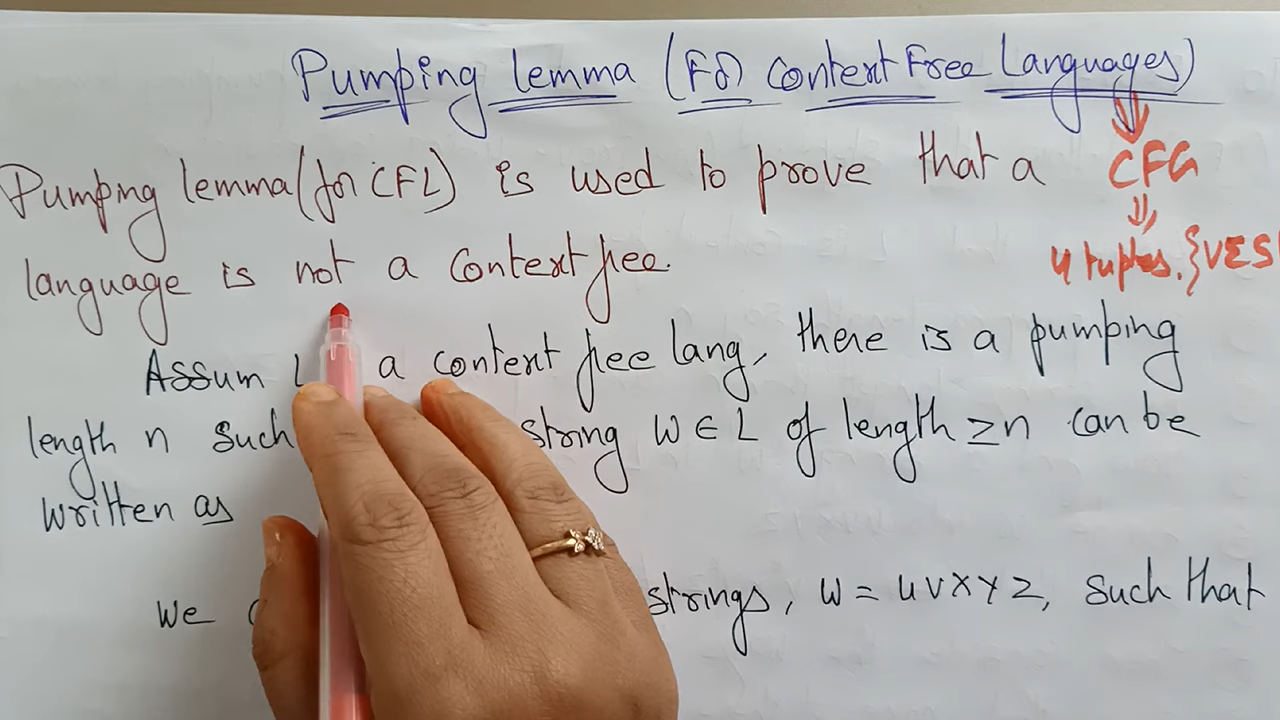 Pumping lemma (For Context Free Languages)
Pumping lemma (for CFL) is used to prove that a
CFG
language is not a context free.
4 tuples. {VΣS
Assum L a context free lang, there is a pumping
length n such string W ∈ L of length ≥n can be
written as
We strings, W = uvxyz, such that